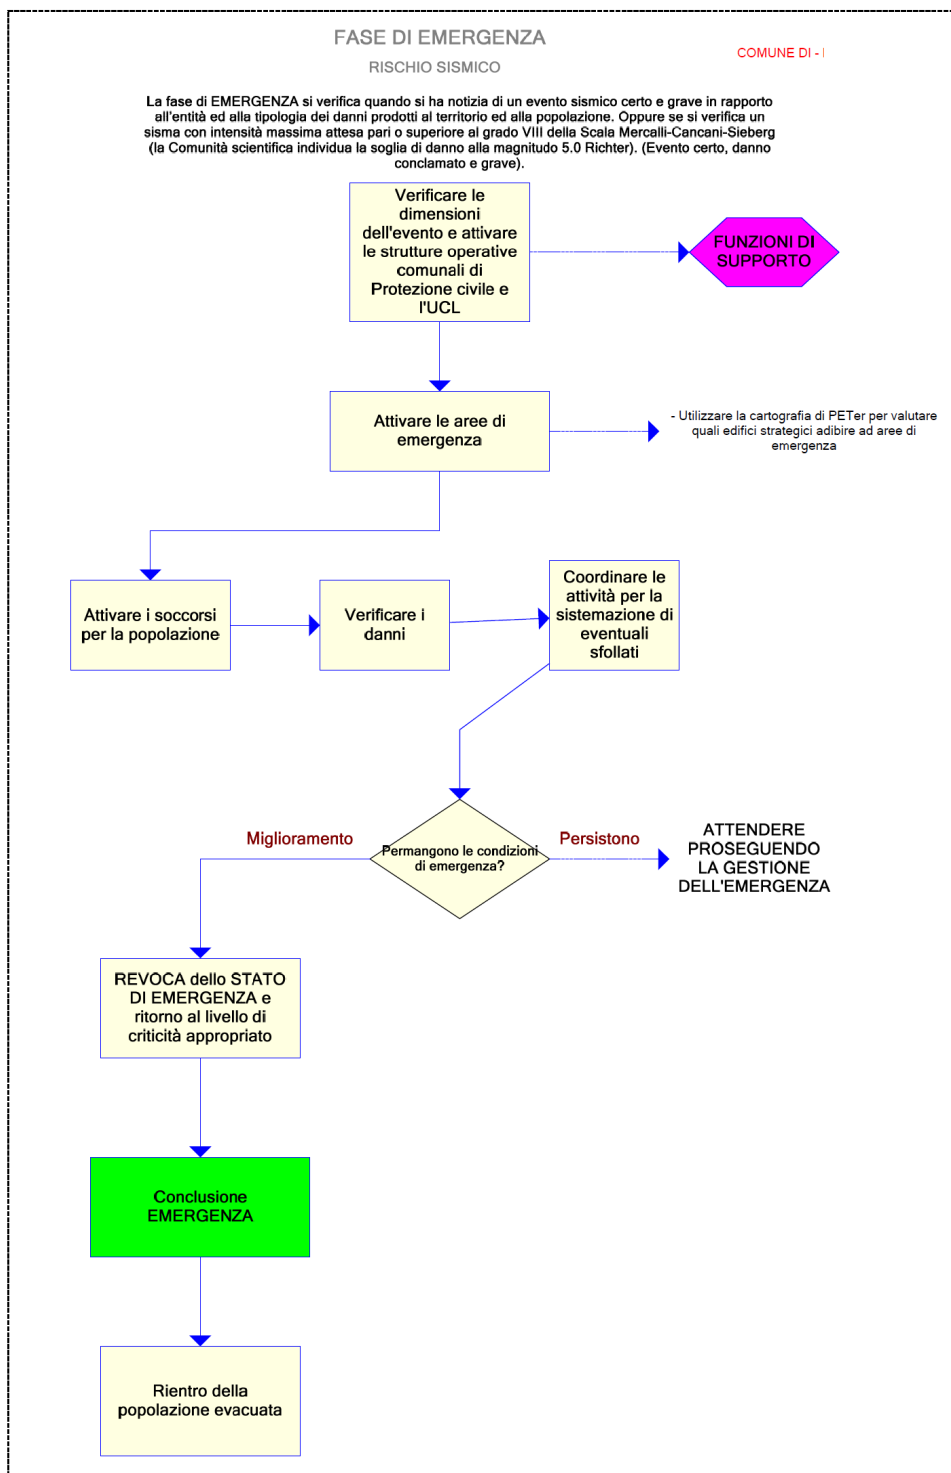 FASE DI EMERGENZA
COMUNE DI -
RISCHIO SISMICO
La fase di EMERGENZA si verifica quando si ha notizia di un evento sismico certo e grave in rapporto
all'entità ed alla tipologia dei danni prodotti al territorio ed alla popolazione. Oppure se si verifica un
sisma con intensità massima attesa pari o superiore al grado VIII della Scala Mercalli-Cancani-Sieberg
(la Comunità scientifica individua la soglia di danno alla magnitudo 5.0 Richter). (Evento certo, danno
conclamato e grave).
Verificare le
dimensioni
dell'evento e attivare
le strutture operative
comunali di
Protezione civile e
l'UCL
FUNZIONI DI
SUPPORTO
Attivare le aree di
emergenza
- Utilizzare la cartografia di PETer per valutare
quali edifici strategici adibire ad aree di
emergenza
Attivare i soccorsi
per la popolazione
Verificare i
danni
Coordinare le
attività per la
sistemazione di
eventuali
sfollati
Permangono le condizioni
di emergenza?
Miglioramento
Persistono
ATTENDERE
PROSEGUENDO
LA GESTIONE
DELL'EMERGENZA
REVOCA dello STATO
DI EMERGENZA e
ritorno al livello di
criticità appropriato
Conclusione
EMERGENZA
Rientro della
popolazione evacuata